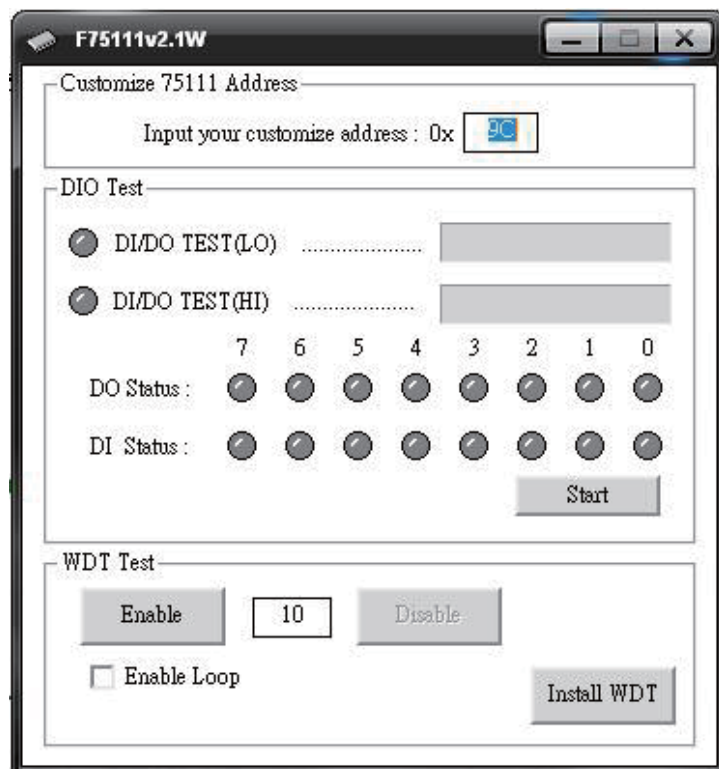 F75111v2.1W
Customize 75111 Address
Input your customize address : 0x 9C
DIO Test
DI/DO TEST(LO) .....................
DI/DO TEST(HI) .....................
7 6 5 4 3 2 1 0
DO Status :
DI Status :
Start
WDT Test
Enable 10 Disable
Enable Loop
Install WDT